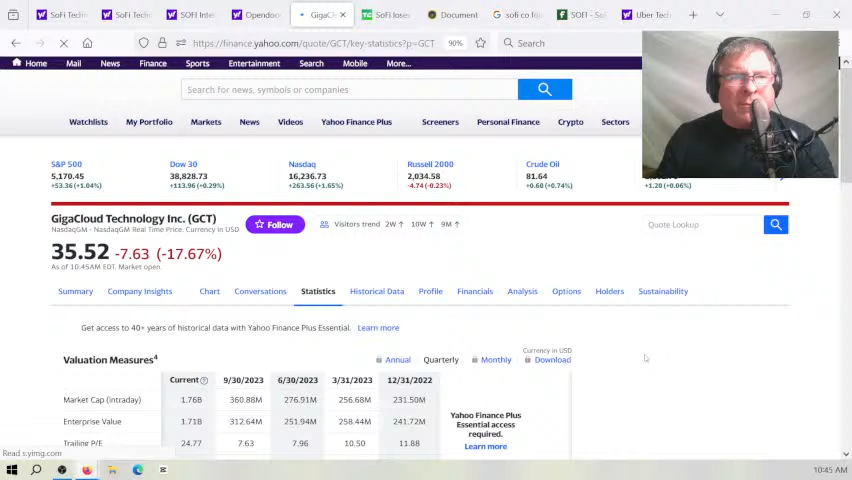 SoFi Techn
SoFi Techn
SOFI Inter
Opendoo
GigaClo
SoFi loses
Document
sofi co fou
SOFI - SoF
Uber Tech
https://finance.yahoo.com/quote/GCT/key-statistics?p=GCT 90% Search
Home Mail News Finance Sports Entertainment Search Mobile More...
Search for news, symbols or companies
Watchlists My Portfolio Markets News Videos Yahoo Finance Plus Screeners Personal Finance Crypto Sectors
S&P 500 Dow 30 Nasdaq Russell 2000 Crude Oil
5,170.45 38,828.73 16,236.73 2,034.58 81.64
+53.36 (+1.04%) +113.96 (+0.29%) +263.56 (+1.65%) -4.74 (-0.23%) +0.60 (+0.74%) +1.20 (+0.06%)
GigaCloud Technology Inc. (GCT) Follow Visitors trend 2W ↑ 10W ↑ 9M ↑ Quote Lookup
NasdaqGM - NasdaqGM Real Time Price. Currency in USD
35.52 -7.63 (-17.67%)
As of 10:45AM EDT. Market open.
Summary Company Insights Chart Conversations Statistics Historical Data Profile Financials Analysis Options Holders Sustainability
Get access to 40+ years of historical data with Yahoo Finance Plus Essential. Learn more
Currency in USD
Valuation Measures4 Annual Quarterly Monthly Download
Current 9/30/2023 6/30/2023 3/31/2023 12/31/2022
Market Cap (intraday) 1.76B 360.88M 276.91M 256.68M 231.50M
Enterprise Value 1.71B 312.64M 251.94M 258.44M 241.72M
Trailing P/E 24.77 7.63 7.96 10.50 11.88
Yahoo Finance Plus
Essential access
required.
Learn more
Read s.yimg.com
10:45 AM